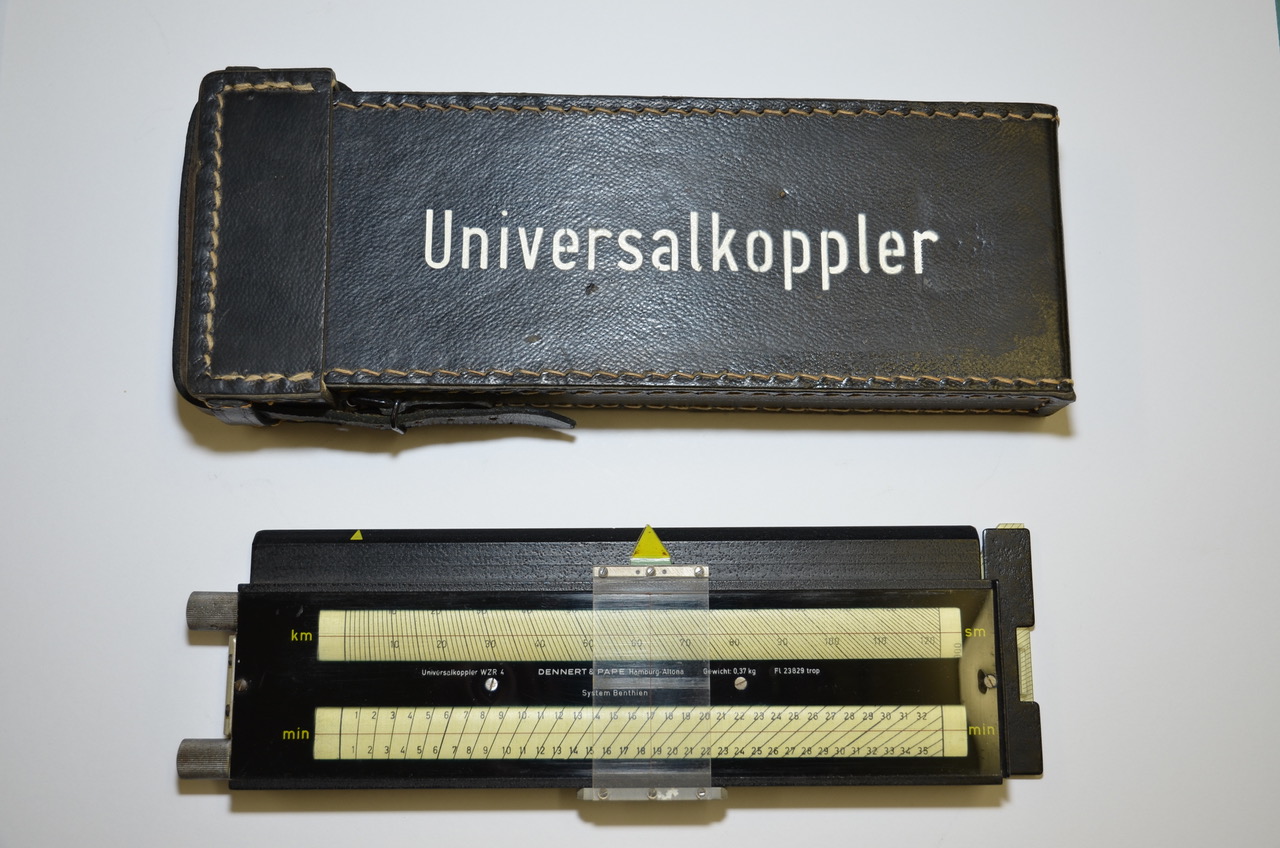 Universalkoppler
km
10 20 30 40 50 60 70 80 90 100 110 120
sm
Universalkoppler WZR 4 DENNERT & PAPE Hamburg-Altona Gewicht: 0,37 kg Fl. 23829 trop
System Benthien
1 2 3 4 5 6 7 8 9 10 11 12 13 14 15 16 17 18 19 20 21 22 23 24 25 26 27 28 29 30 31 32
min
min
1 2 3 4 5 6 7 8 9 10 11 12 13 14 15 16 17 18 19 20 21 22 23 24 25 26 27 28 29 30 31 32 33 34 35